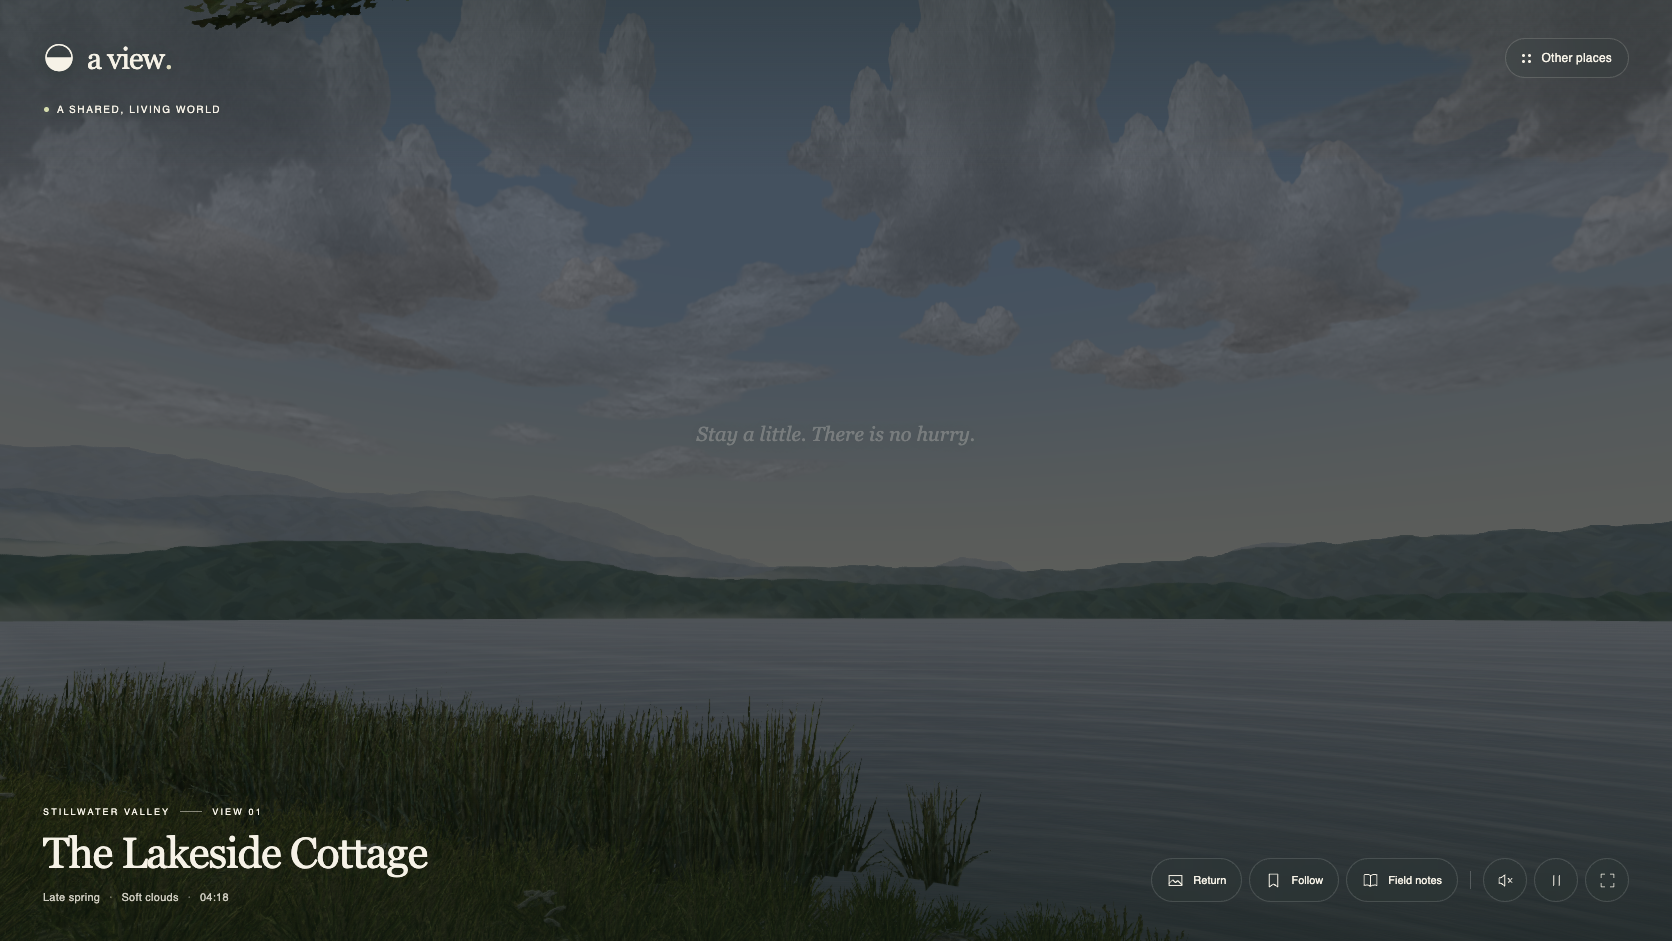 a view.
Other places
A SHARED, LIVING WORLD
Stay a little. There is no hurry.
STILLWATER VALLEY — VIEW 01
The Lakeside Cottage
Late spring · Soft clouds · 04:18
Return
Follow
Field notes